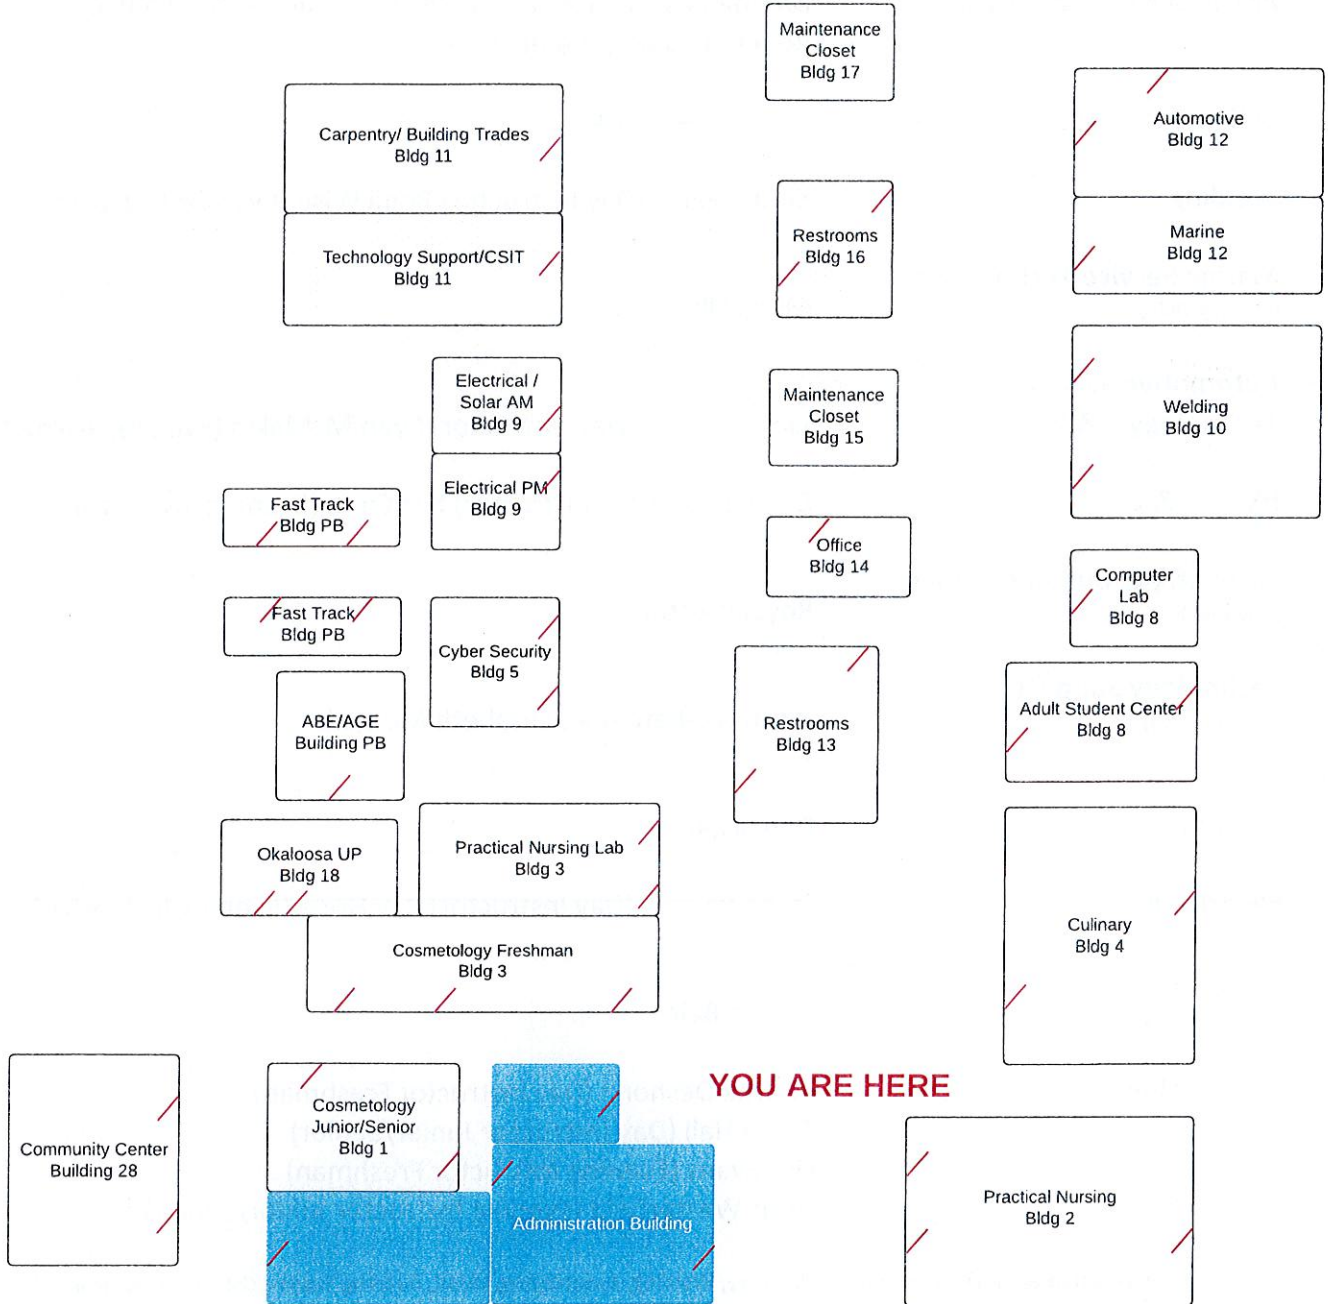 Maintenance
Closet
Bldg 17
Carpentry/ Building Trades
Bldg 11
Automotive
Bldg 12
Technology Support/CSIT
Bldg 11
Restrooms
Bldg 16
Marine
Bldg 12
Electrical /
Solar AM
Bldg 9
Maintenance
Closet
Bldg 15
Welding
Bldg 10
Electrical PM
Bldg 9
Fast Track
Bldg PB
Office
Bldg 14
Computer
Lab
Bldg 8
Fast Track
Bldg PB
Cyber Security
Bldg 5
ABE/AGE
Building PB
Restrooms
Bldg 13
Adult Student Center
Bldg 8
Okaloosa UP
Bldg 18
Practical Nursing Lab
Bldg 3
Culinary
Bldg 4
Cosmetology Freshman
Bldg 3
YOU ARE HERE
Cosmetology
Junior/Senior
Bldg 1
Community Center
Building 28
Administration Building
Practical Nursing
Bldg 2